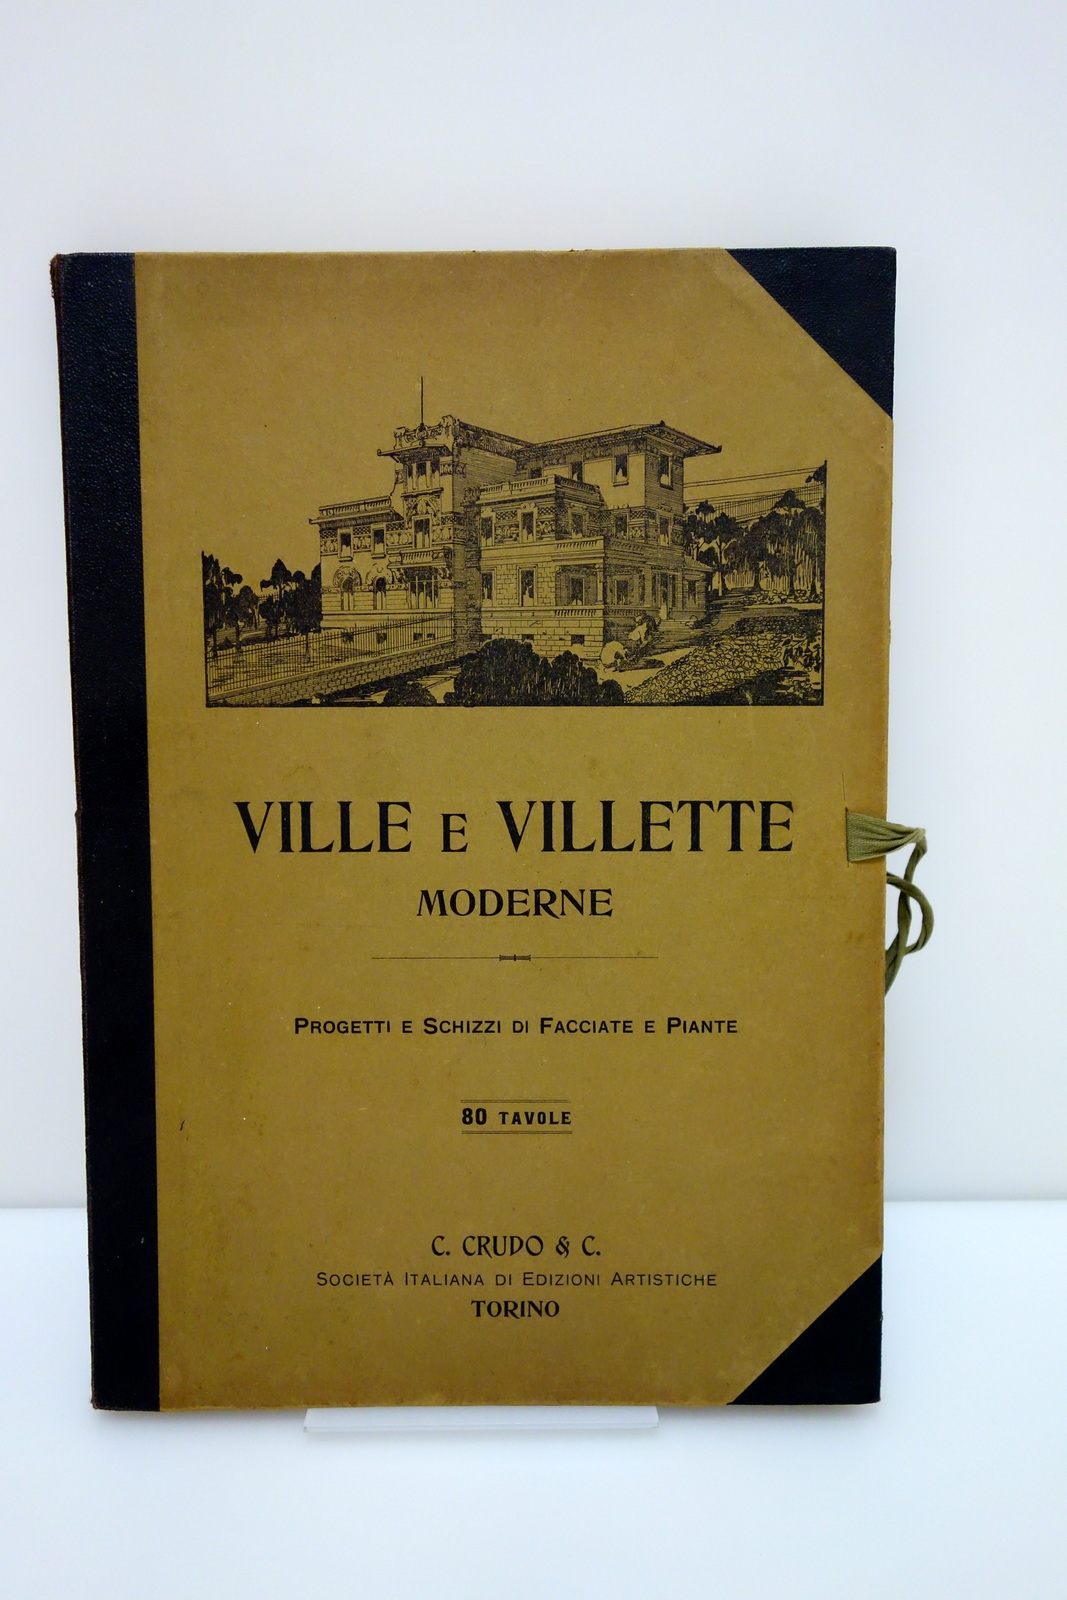 VILLE E VILLETTE
MODERNE
PROGETTI E SCHIZZI DI FACCIATE E PIANTE
80 TAVOLE
C. CRUDO & C.
SOCIETÀ ITALIANA DI EDIZIONI ARTISTICHE
TORINO